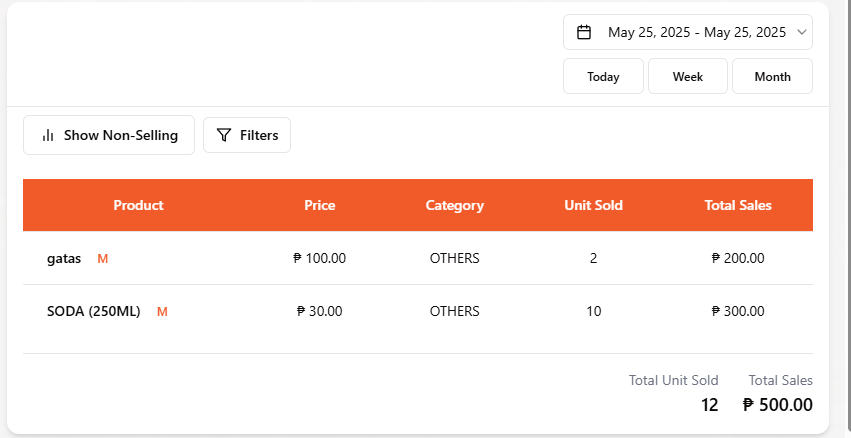 May 25, 2025 - May 25, 2025
Today Week Month
Show Non-Selling Filters
Product Price Category Unit Sold Total Sales
gatas M ₱ 100.00 OTHERS 2 ₱ 200.00
SODA (250ML) M ₱ 30.00 OTHERS 10 ₱ 300.00
Total Unit Sold Total Sales
12 ₱ 500.00